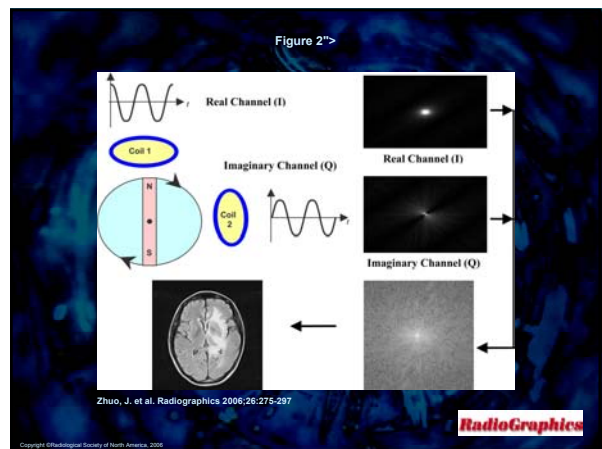 Figure 2">
t
Real Channel (I)
Coil 1
Imaginary Channel (Q)
Real Channel (I)
N
Coil
2
t
S
Imaginary Channel (Q)
Zhuo, J. et al. Radiographics 2006;26:275-297
RadioGraphics
Copyright ©Radiological Society of North America, 2006